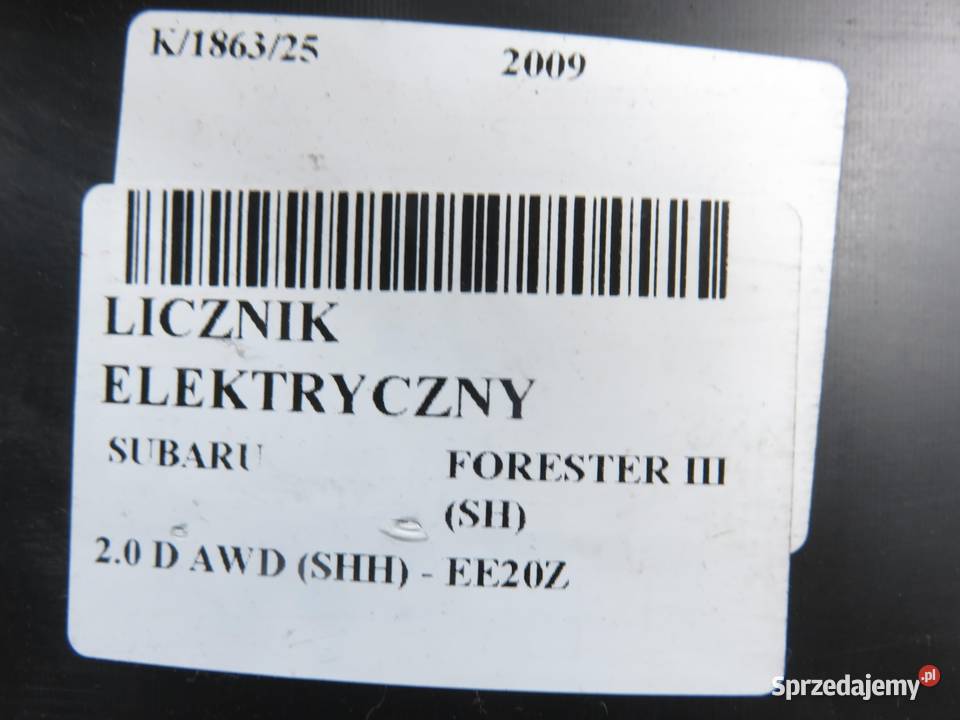 K/1863/25 2009
LICZNIK
ELEKTRYCZNY
SUBARU FORESTER III
(SH)
2.0 D AWD (SHH) - EE20Z
Sprzedajemy.pl